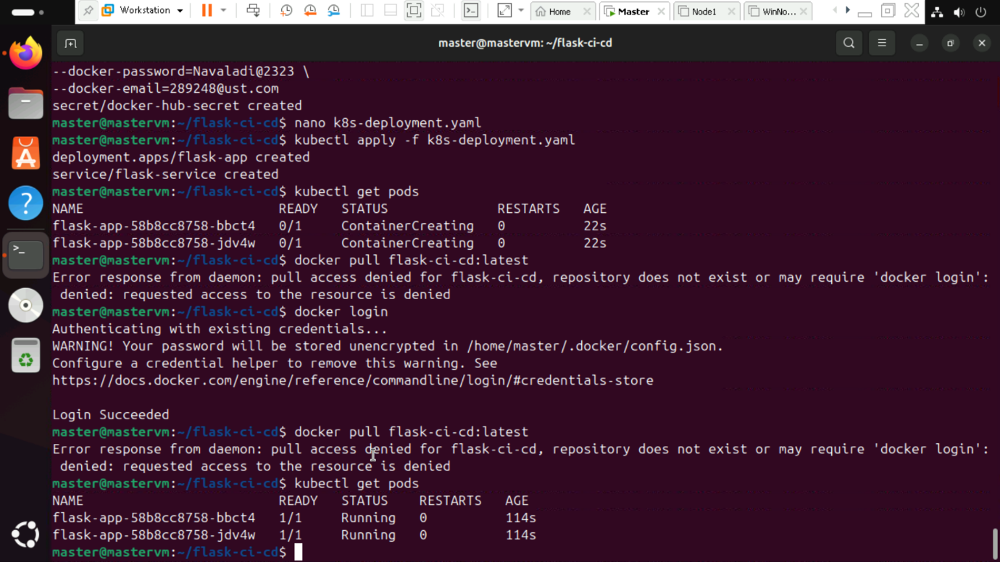 Workstation
Home
Master
Node1
WinNo...
master@mastervm: ~/flask-ci-cd
--docker-password=Navaladi@2323 \
--docker-email=289248@ust.com
secret/docker-hub-secret created
master@mastervm:~/flask-ci-cd$ nano k8s-deployment.yaml
master@mastervm:~/flask-ci-cd$ kubectl apply -f k8s-deployment.yaml
deployment.apps/flask-app created
service/flask-service created
master@mastervm:~/flask-ci-cd$ kubectl get pods
NAME READY STATUS RESTARTS AGE
flask-app-58b8cc8758-bbct4 0/1 ContainerCreating 0 22s
flask-app-58b8cc8758-jdv4w 0/1 ContainerCreating 0 22s
master@mastervm:~/flask-ci-cd$ docker pull flask-ci-cd:latest
Error response from daemon: pull access denied for flask-ci-cd, repository does not exist or may require 'docker login':
denied: requested access to the resource is denied
master@mastervm:~/flask-ci-cd$ docker login
Authenticating with existing credentials...
WARNING! Your password will be stored unencrypted in /home/master/.docker/config.json.
Configure a credential helper to remove this warning. See
https://docs.docker.com/engine/reference/commandline/login/#credentials-store
Login Succeeded
master@mastervm:~/flask-ci-cd$ docker pull flask-ci-cd:latest
Error response from daemon: pull access denied for flask-ci-cd, repository does not exist or may require 'docker login':
denied: requested access to the resource is denied
master@mastervm:~/flask-ci-cd$ kubectl get pods
NAME READY STATUS RESTARTS AGE
flask-app-58b8cc8758-bbct4 1/1 Running 0 114s
flask-app-58b8cc8758-jdv4w 1/1 Running 0 114s
master@mastervm:~/flask-ci-cd$